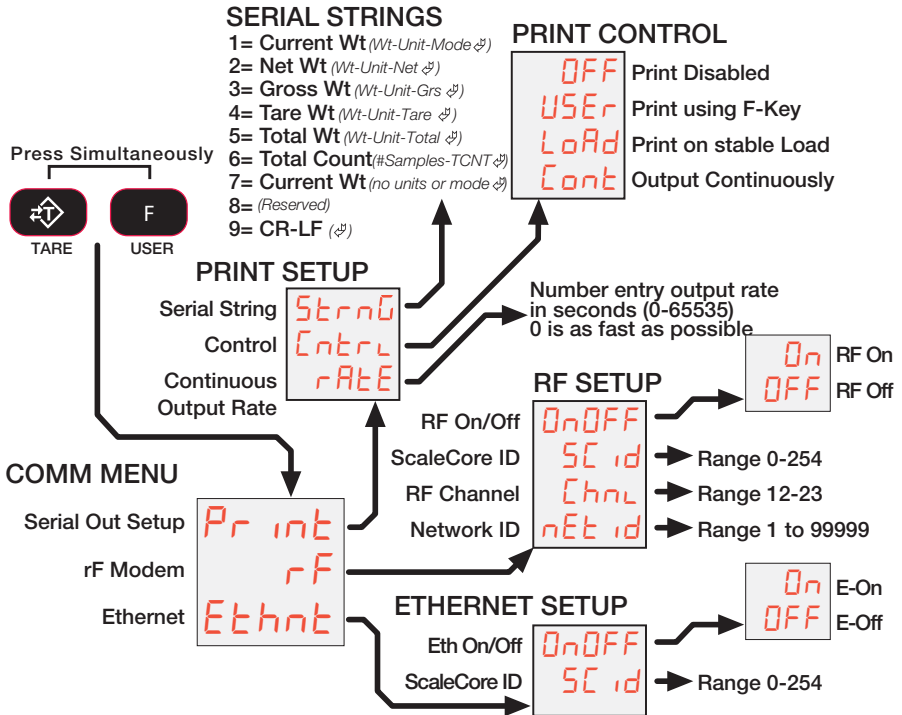 SERIAL STRINGS
1= Current Wt (Wt-Unit-Mode ⏎)
2= Net Wt (Wt-Unit-Net ⏎)
3= Gross Wt (Wt-Unit-Grs ⏎)
4= Tare Wt (Wt-Unit-Tare ⏎)
5= Total Wt (Wt-Unit-Total ⏎)
6= Total Count (#Samples-TCNT ⏎)
7= Current Wt (no units or mode ⏎)
8= (Reserved)
9= CR-LF (⏎)
PRINT CONTROL
OFF Print Disabled
USEr Print using F-Key
LoAd Print on stable Load
Cont Output Continuously
Press Simultaneously
T F
TARE USER
PRINT SETUP
Serial String StrnG
Control CntrL
Continuous Output Rate rAtE
Number entry output rate
in seconds (0-65535)
0 is as fast as possible
RF SETUP
RF On/Off OnOFF
ScaleCore ID SC id Range 0-254
RF Channel ChnL Range 12-23
Network ID nEt id Range 1 to 99999
On RF On
OFF RF Off
COMM MENU
Serial Out Setup Print
rF Modem rF
Ethernet Ethnt
ETHERNET SETUP
Eth On/Off OnOFF
ScaleCore ID SC id Range 0-254
On E-On
OFF E-Off